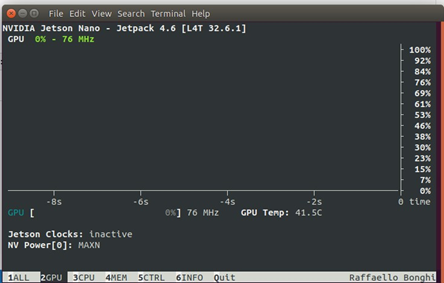 File Edit View Search Terminal Help
NVIDIA Jetson Nano - Jetpack 4.6 [L4T 32.6.1]
GPU 0% - 76 MHz
100%
92%
84%
76%
69%
61%
53%
46%
38%
30%
23%
15%
7%
0%
-8s -6s -4s -2s 0 time
GPU [ 0%] 76 MHz GPU Temp: 41.5C
Jetson Clocks: inactive
NV Power[0]: MAXN
1ALL 2GPU 3CPU 4MEM 5CTRL 6INFO Quit Raffaello Bonghi